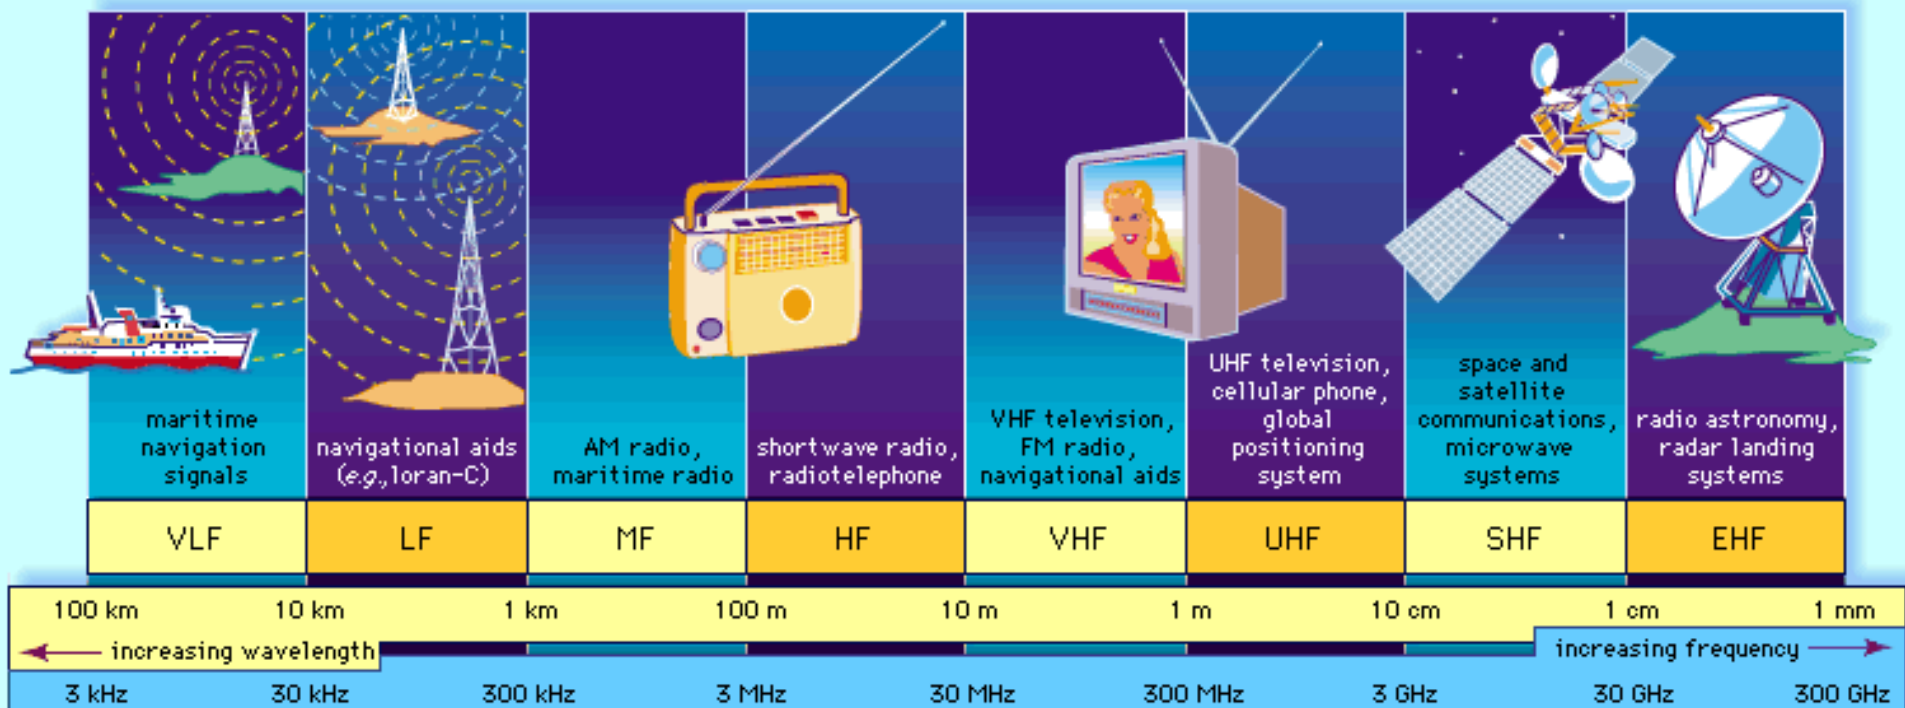 maritime
navigation
signals
navigational aids
(e.g., loran-C)
AM radio,
maritime radio
shortwave radio,
radiotelephone
VHF television,
FM radio,
navigational aids
UHF television,
cellular phone,
global
positioning
system
space and
satellite
communications,
microwave
systems
radio astronomy,
radar landing
systems
VLF LF MF HF VHF UHF SHF EHF
100 km 10 km 1 km 100 m 10 m 1 m 10 cm 1 cm 1 mm
increasing wavelength increasing frequency
3 kHz 30 kHz 300 kHz 3 MHz 30 MHz 300 MHz 3 GHz 30 GHz 300 GHz